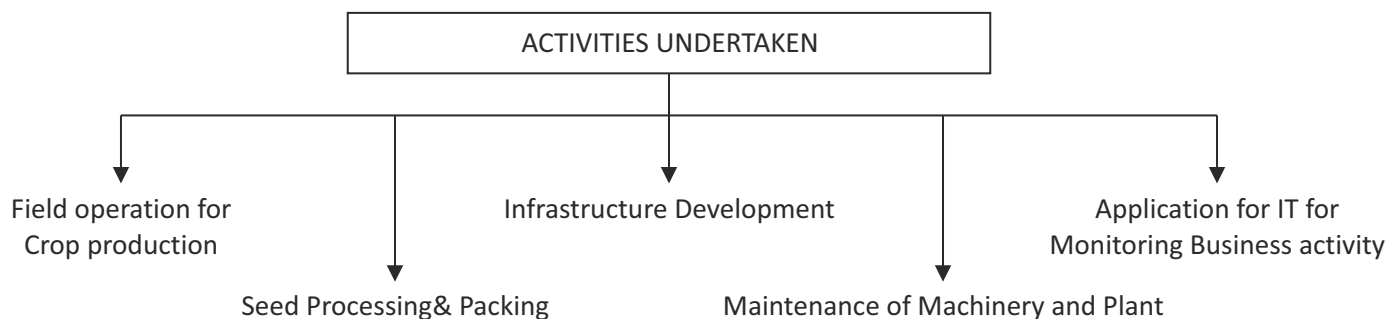 ACTIVITIES UNDERTAKEN
Field operation for
Crop production
Infrastructure Development
Application for IT for
Monitoring Business activity
Seed Processing& Packing
Maintenance of Machinery and Plant